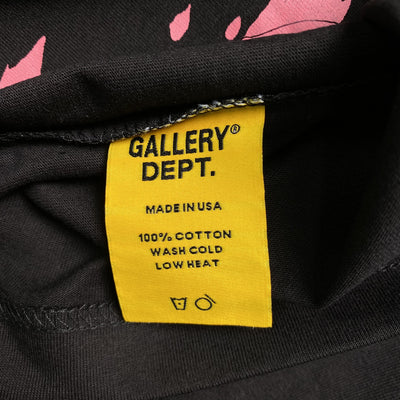 GALLERY®
DEPT.
MADE IN USA
100% COTTON
WASH COLD
LOW HEAT